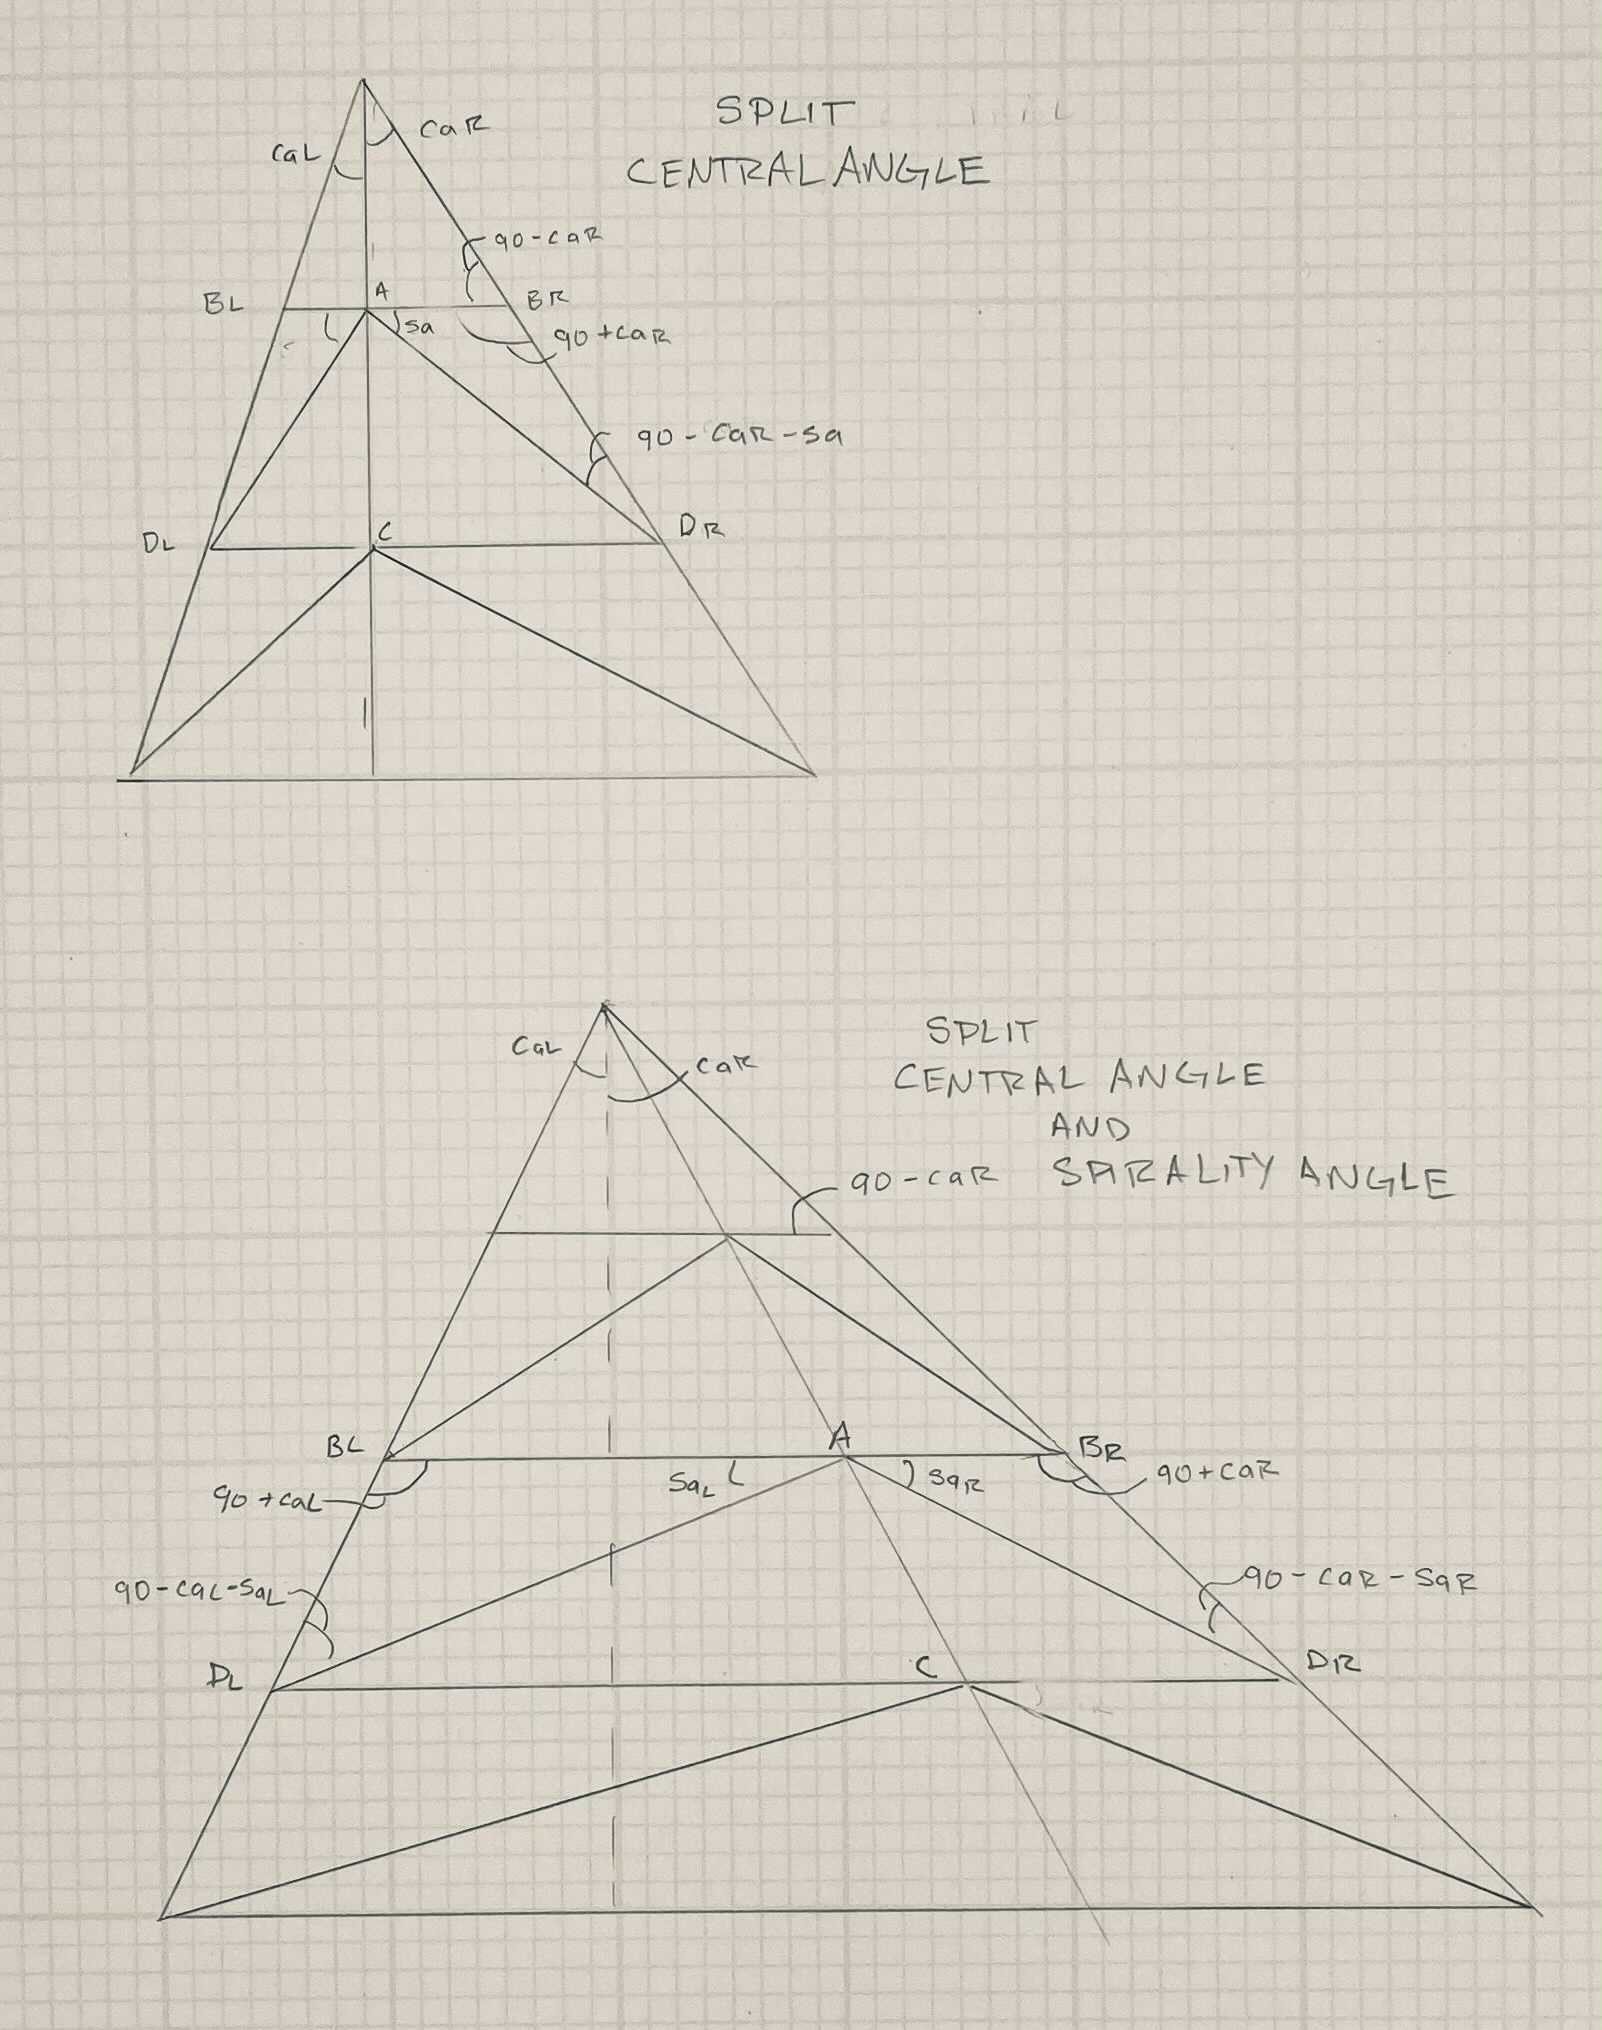 SPLIT
CENTRAL ANGLE
caL
caR
90-caR
BL
A
BR
sa
90+caR
90-caR-sa
DL
C
DR
SPLIT
CENTRAL ANGLE
AND
SPIRALITY ANGLE
caL
caR
90-caR
BL
A
BR
saL
saR
90+caL
90+caR
90-caL-saL
90-caR-saR
DL
C
DR